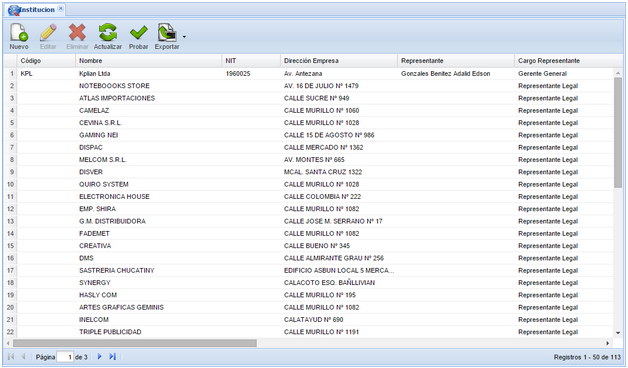 Institucion
Nuevo Editar Eliminar Actualizar Probar Exportar
Código Nombre NIT Dirección Empresa Representante Cargo Representante
1 KPL Kplian Ltda 1960025 Av. Antezana Gonzales Benitez Adalid Edson Gerente General
2 NOTEBOOOKS STORE AV. 16 DE JULIO Nº 1479 Representante Legal
3 ATLAS IMPORTACIONES CALLE SUCRE Nº 949 Representante Legal
4 CAMELAZ CALLE MURILLO Nº 1060 Representante Legal
5 CEVINA S.R.L. CALLE MURILLO Nº 1028 Representante Legal
6 GAMING NEI CALLE 15 DE AGOSTO Nº 986 Representante Legal
7 DISPAC CALLE MERCADO Nº 1362 Representante Legal
8 MELCOM S.R.L. AV. MONTES Nº 665 Representante Legal
9 DISVER MCAL. SANTA CRUZ 1322 Representante Legal
10 QUIRO SYSTEM CALLE MURILLO Nº 1028 Representante Legal
11 ELECTRONICA HOUSE CALLE COLOMBIA Nº 222 Representante Legal
12 EMP. SHIRA CALLE MURILLO Nº 1082 Representante Legal
13 G.M. DISTRIBUIDORA CALLE JOSE M. SERRANO Nº 17 Representante Legal
14 FADEMET CALLE MURILLO Nº 1082 Representante Legal
15 CREATIVA CALLE BUENO Nº 345 Representante Legal
16 DMS CALLE ALMIRANTE GRAU Nº 256 Representante Legal
17 SASTRERIA CHUCATINY EDIFICIO ASBUN LOCAL 5 MERCA... Representante Legal
18 SYNERGY CALACOTO ESQ. BAÑLLIVIAN Representante Legal
19 HASLY COM CALLE MURILLO Nº 195 Representante Legal
20 ARTES GRAFICAS GEMINIS CALLE MURILLO Nº 1082 Representante Legal
21 INELCOM CALATAYUD Nº 690 Representante Legal
22 TRIPLE PUBLICIDAD CALLE MURILLO Nº 1191 Representante Legal
Página 1 de 3 Registros 1 - 50 de 113